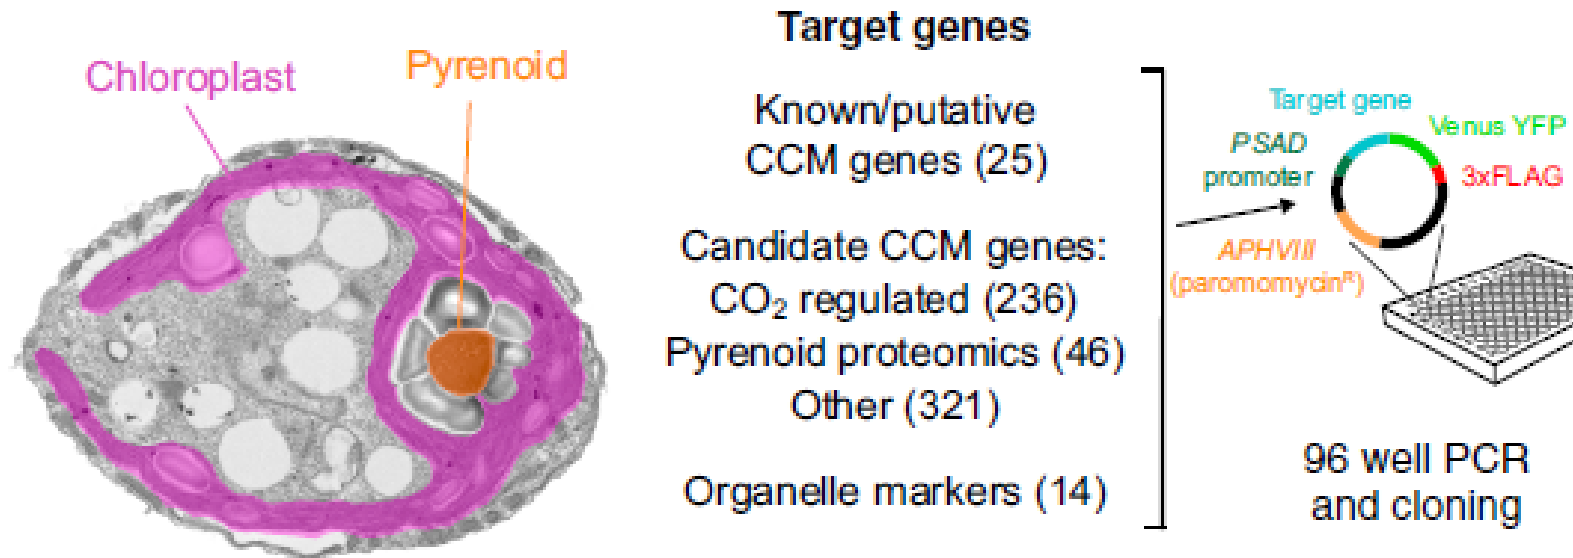 Chloroplast
Pyrenoid
Target genes
Known/putative
CCM genes (25)
Candidate CCM genes:
CO₂ regulated (236)
Pyrenoid proteomics (46)
Other (321)
Organelle markers (14)
Target gene
Venus YFP
PSAD
promoter
3xFLAG
APHVIII
(paromomycinᴿ)
96 well PCR
and cloning